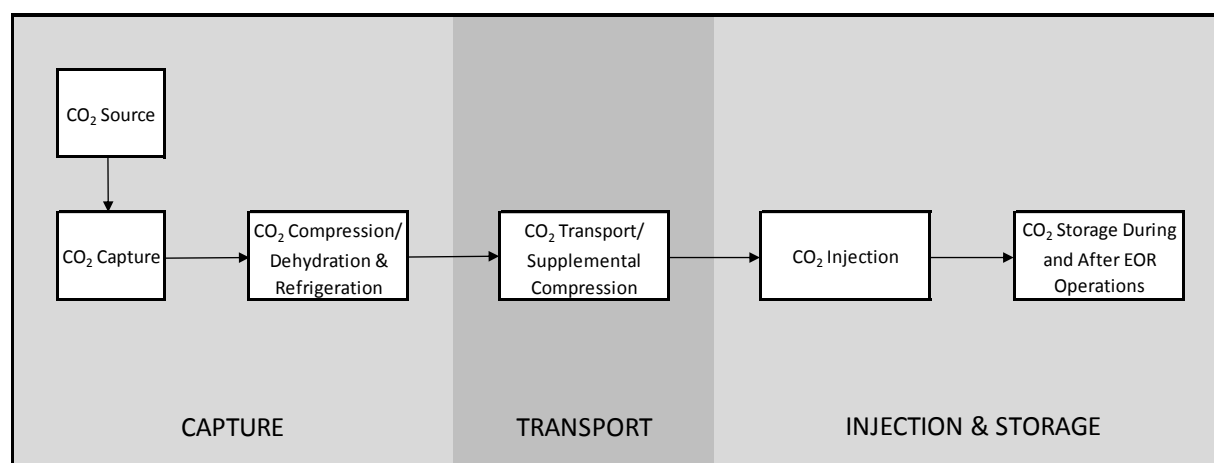 CO₂ Source
CO₂ Capture
CO₂ Compression/
Dehydration &
Refrigeration
CO₂ Transport/
Supplemental
Compression
CO₂ Injection
CO₂ Storage During
and After EOR
Operations
CAPTURE
TRANSPORT
INJECTION & STORAGE